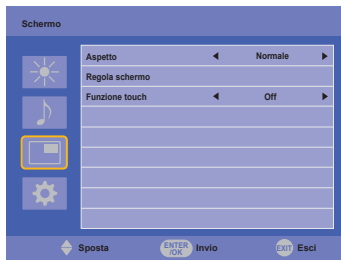 Schermo
Aspetto Normale
Regola schermo
Funzione touch Off
Sposta ENTER /OK Invio EXIT Esci